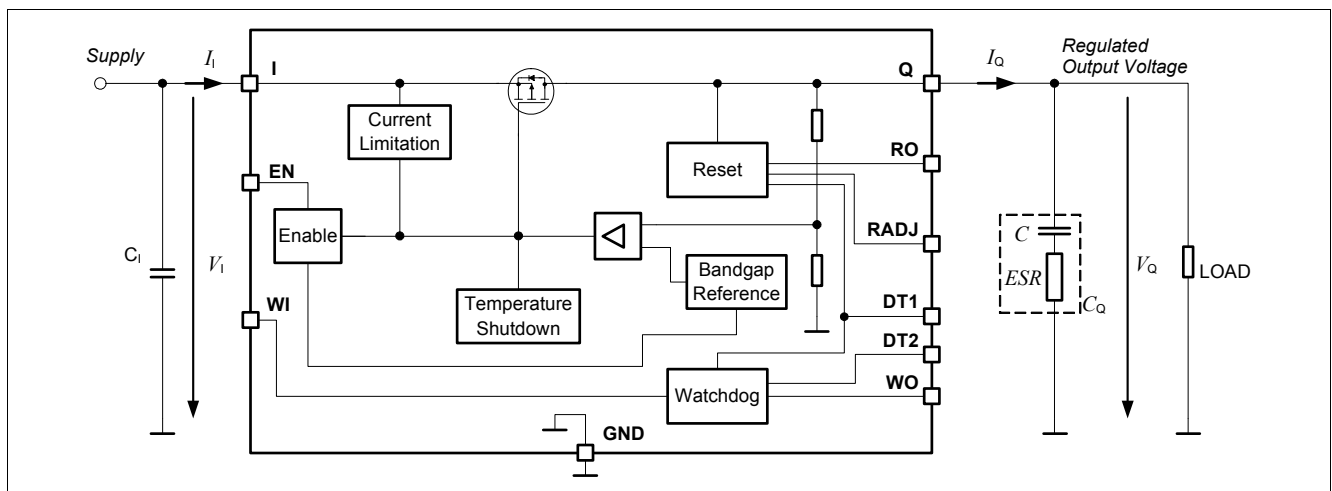 Supply
I_I
I
Q
I_Q
Regulated
Output Voltage
Current
Limitation
Reset
RO
EN
Enable
RADJ
C_I
V_I
Bandgap
Reference
C
ESR
C_Q
V_Q
LOAD
WI
Temperature
Shutdown
DT1
DT2
Watchdog
WO
GND